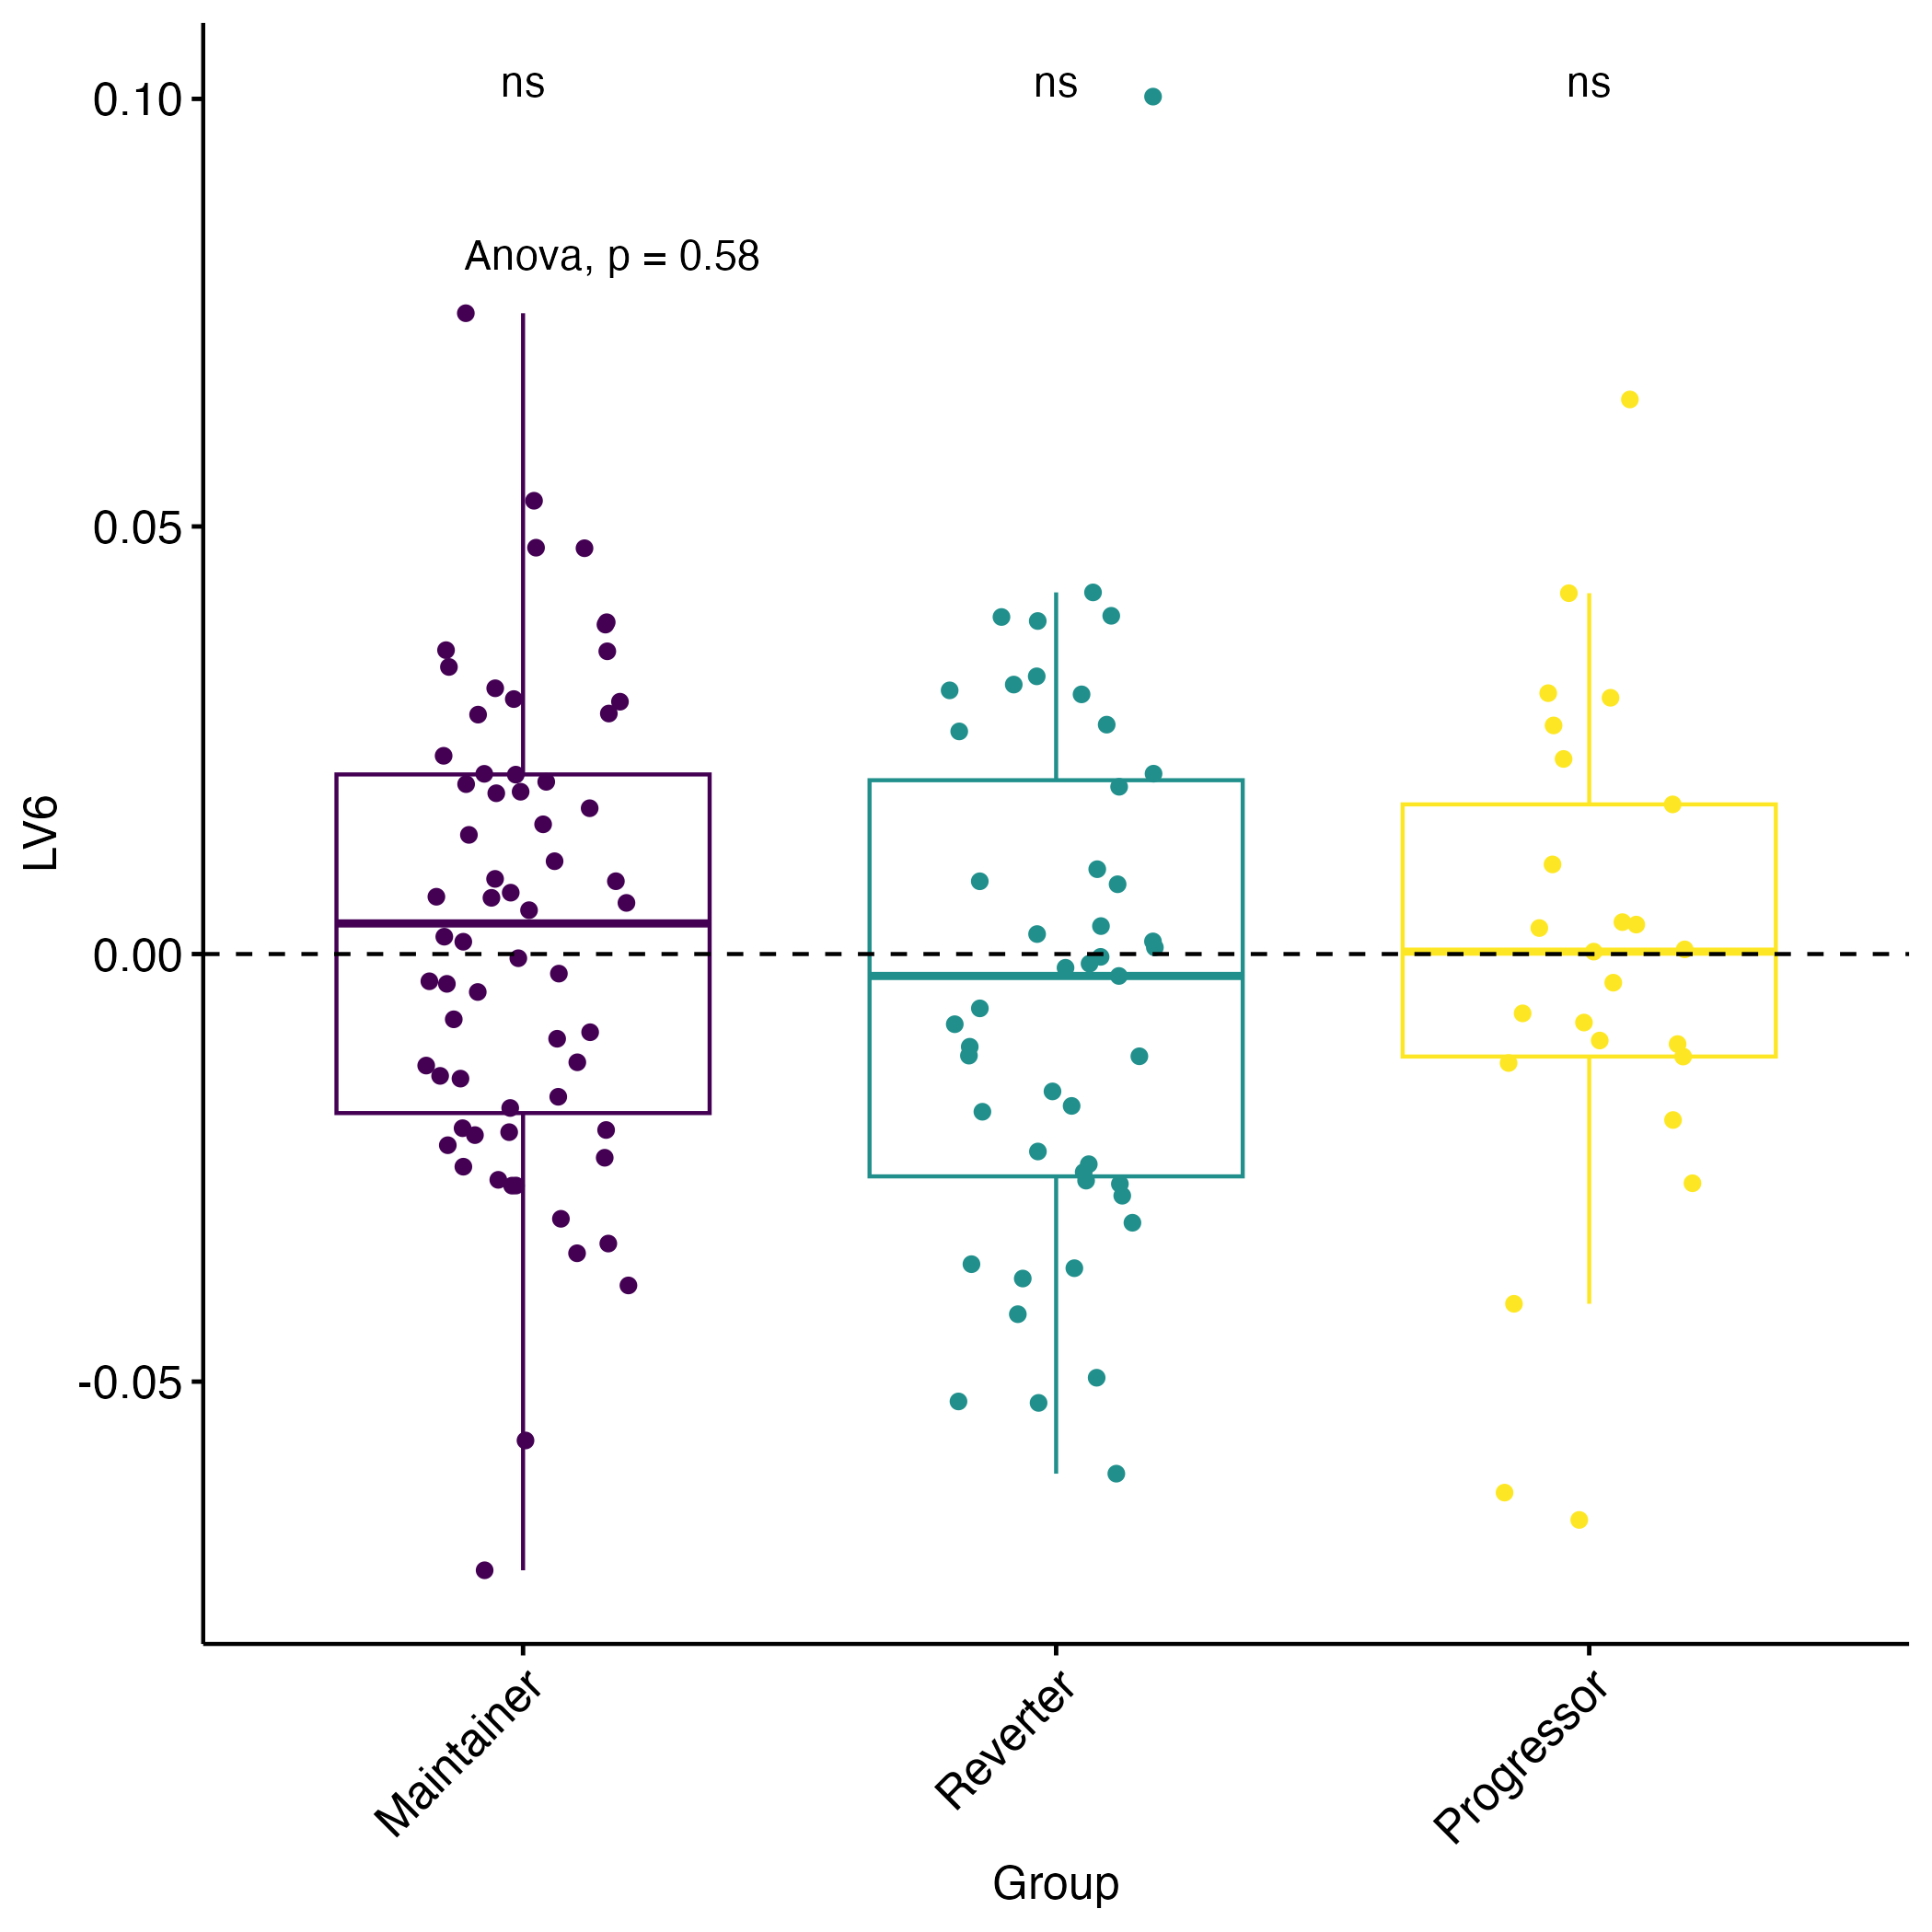 ns ns ns
Anova, p = 0.58
0.10
0.05
0.00
-0.05
LV6
Maintainer
Reverter
Progressor
Group